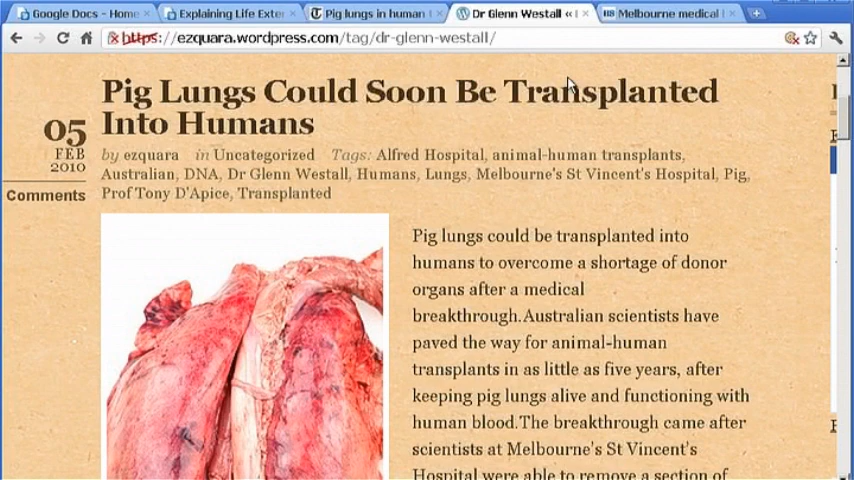 Google Docs - Home
Explaining Life Exte
Pig lungs in human t
Dr Glenn Westall « |
Melbourne medical
https://ezquara.wordpress.com/tag/dr-glenn-westall/
Pig Lungs Could Soon Be Transplanted
Into Humans
05
FEB
2010
Comments
by ezquara in Uncategorized Tags: Alfred Hospital, animal-human transplants,
Australian, DNA, Dr Glenn Westall, Humans, Lungs, Melbourne's St Vincent's Hospital, Pig,
Prof Tony D'Apice, Transplanted
Pig lungs could be transplanted into
humans to overcome a shortage of donor
organs after a medical
breakthrough.Australian scientists have
paved the way for animal-human
transplants in as little as five years, after
keeping pig lungs alive and functioning with
human blood.The breakthrough came after
scientists at Melbourne's St Vincent's
Hospital were able to remove a section of